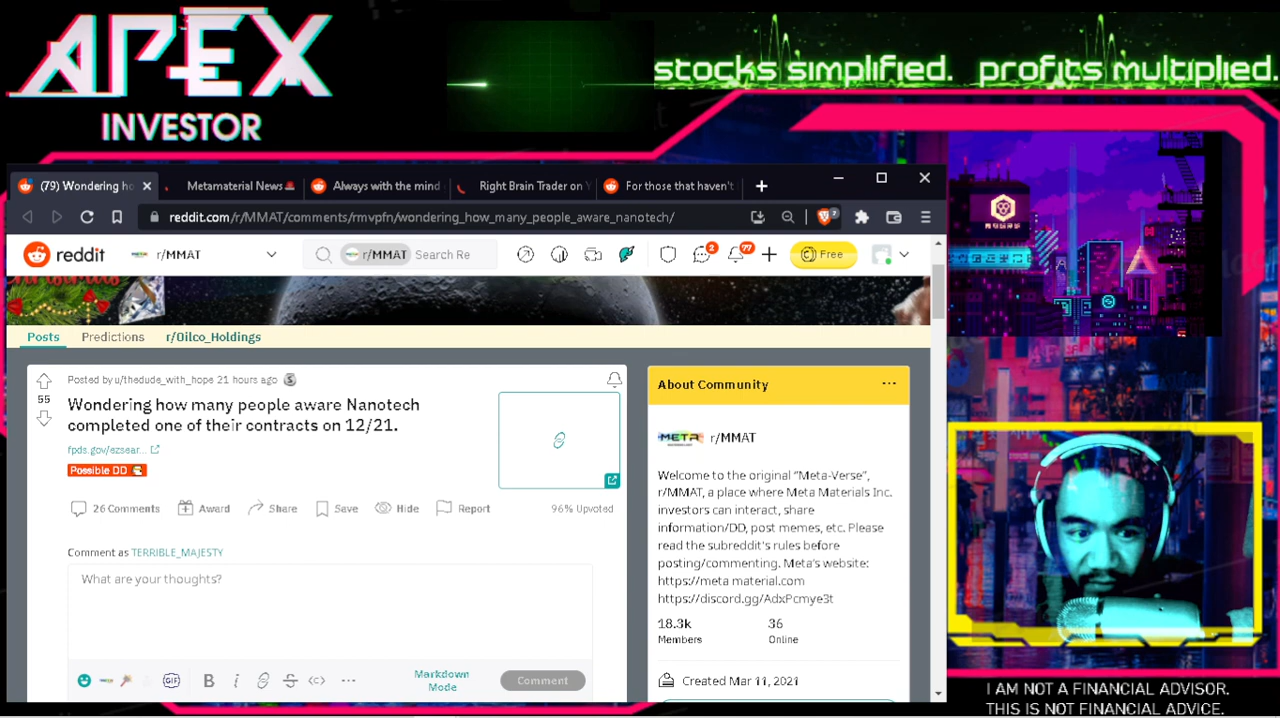 APEX
INVESTOR
stocks simplified. profits multiplied.
(79) Wondering ho
Metamaterial News
Always with the mind
Right Brain Trader on Y
For those that haven't
reddit.com/r/MMAT/comments/rmvpfn/wondering_how_many_people_aware_nanotech/
2
reddit
r/MMAT
r/MMAT
Search Re
2
77
Free
Posts
Predictions
r/Oilco_Holdings
Posted by u/thedude_with_hope 21 hours ago
55
Wondering how many people aware Nanotech
completed one of their contracts on 12/21.
fpds.gov/ezsear...
Possible DD
26 Comments
Award
Share
Save
Hide
Report
96% Upvoted
Comment as TERRIBLE_MAJESTY
What are your thoughts?
GIF
B
i
Markdown
Mode
Comment
About Community
META
r/MMAT
Welcome to the original "Meta-Verse",
r/MMAT, a place where Meta Materials Inc.
investors can interact, share
information/DD, post memes, etc. Please
read the subreddit's rules before
posting/commenting. Meta's website:
https://meta material.com
https://discord.gg/AdxPcmye3t
18.3k
36
Members
Online
Created Mar 11, 2021
I AM NOT A FINANCIAL ADVISOR.
THIS IS NOT FINANCIAL ADVICE.